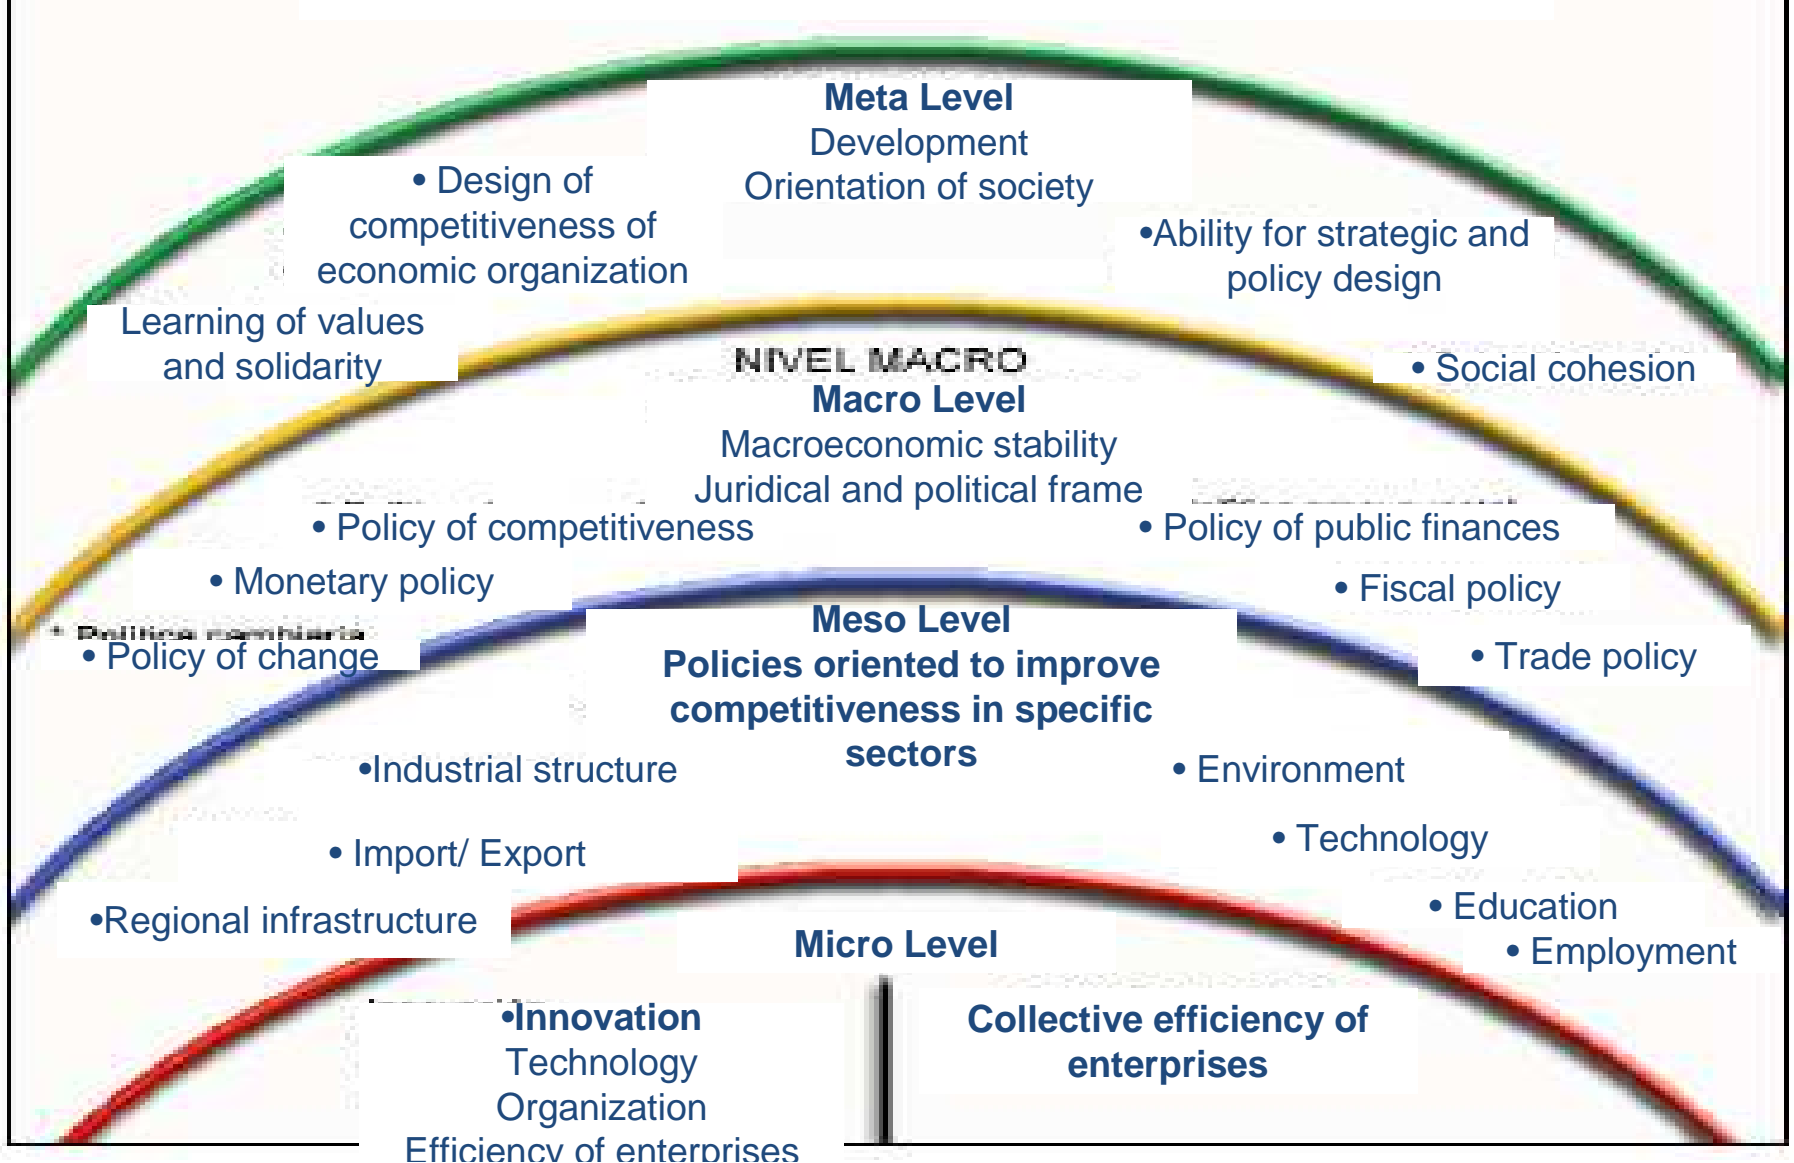 Meta Level
Development
Orientation of society
• Design of
competitiveness of
economic organization
•Ability for strategic and
policy design
Learning of values
and solidarity
• Social cohesion
NIVEL MACRO
Macro Level
Macroeconomic stability
Juridical and political frame
• Policy of competitiveness
• Policy of public finances
• Monetary policy
• Fiscal policy
• Policy of change
• Trade policy
Meso Level
Policies oriented to improve
competitiveness in specific
sectors
•Industrial structure
• Environment
• Import/ Export
• Technology
•Regional infrastructure
• Education
• Employment
Micro Level
•Innovation
Technology
Organization
Efficiency of enterprises
Collective efficiency of
enterprises